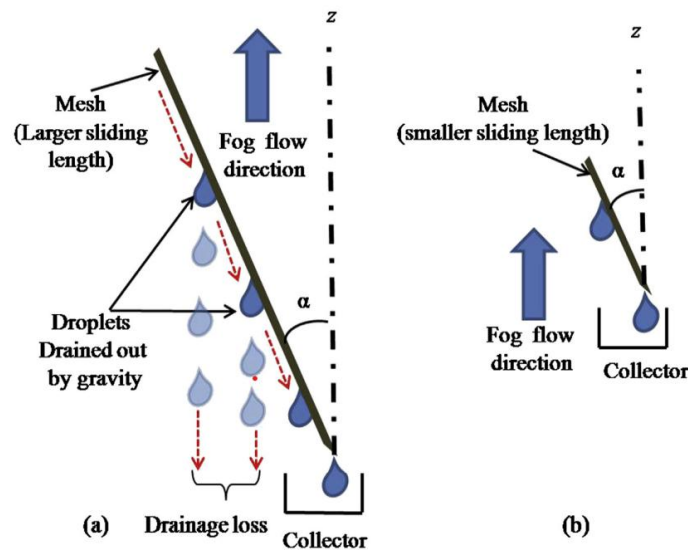 z
Mesh
(Larger sliding
length)
Fog flow
direction
α
Droplets
Drained out
by gravity
Drainage loss
Collector
(a)
z
Mesh
(smaller sliding length)
α
Fog flow
direction
Collector
(b)